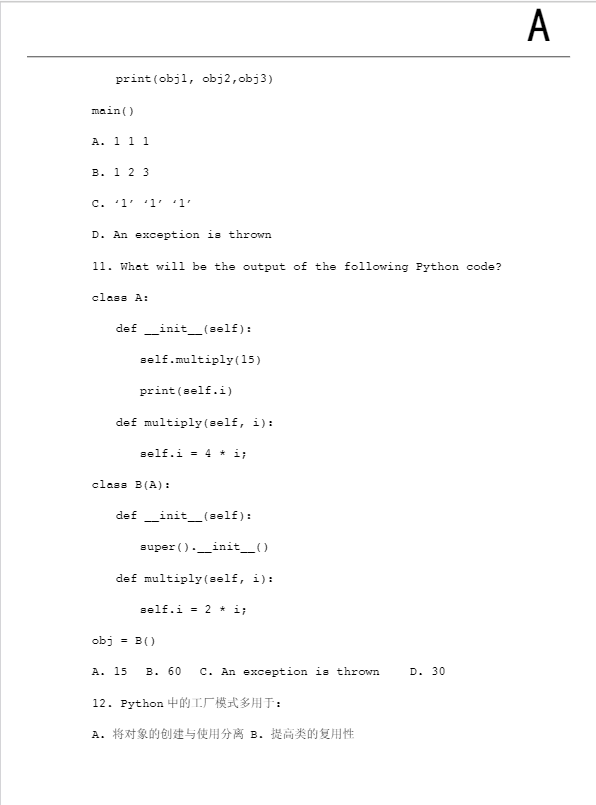 A
print(obj1, obj2,obj3)
main()
A. 1 1 1
B. 1 2 3
C. ‘1’ ‘1’ ‘1’
D. An exception is thrown
11. What will be the output of the following Python code?
class A:
def __init__(self):
self.multiply(15)
print(self.i)
def multiply(self, i):
self.i = 4 * i;
class B(A):
def __init__(self):
super().__init__()
def multiply(self, i):
self.i = 2 * i;
obj = B()
A. 15 B. 60 C. An exception is thrown D. 30
12. Python 中的工厂模式多用于:
A. 将对象的创建与使用分离 B. 提高类的复用性